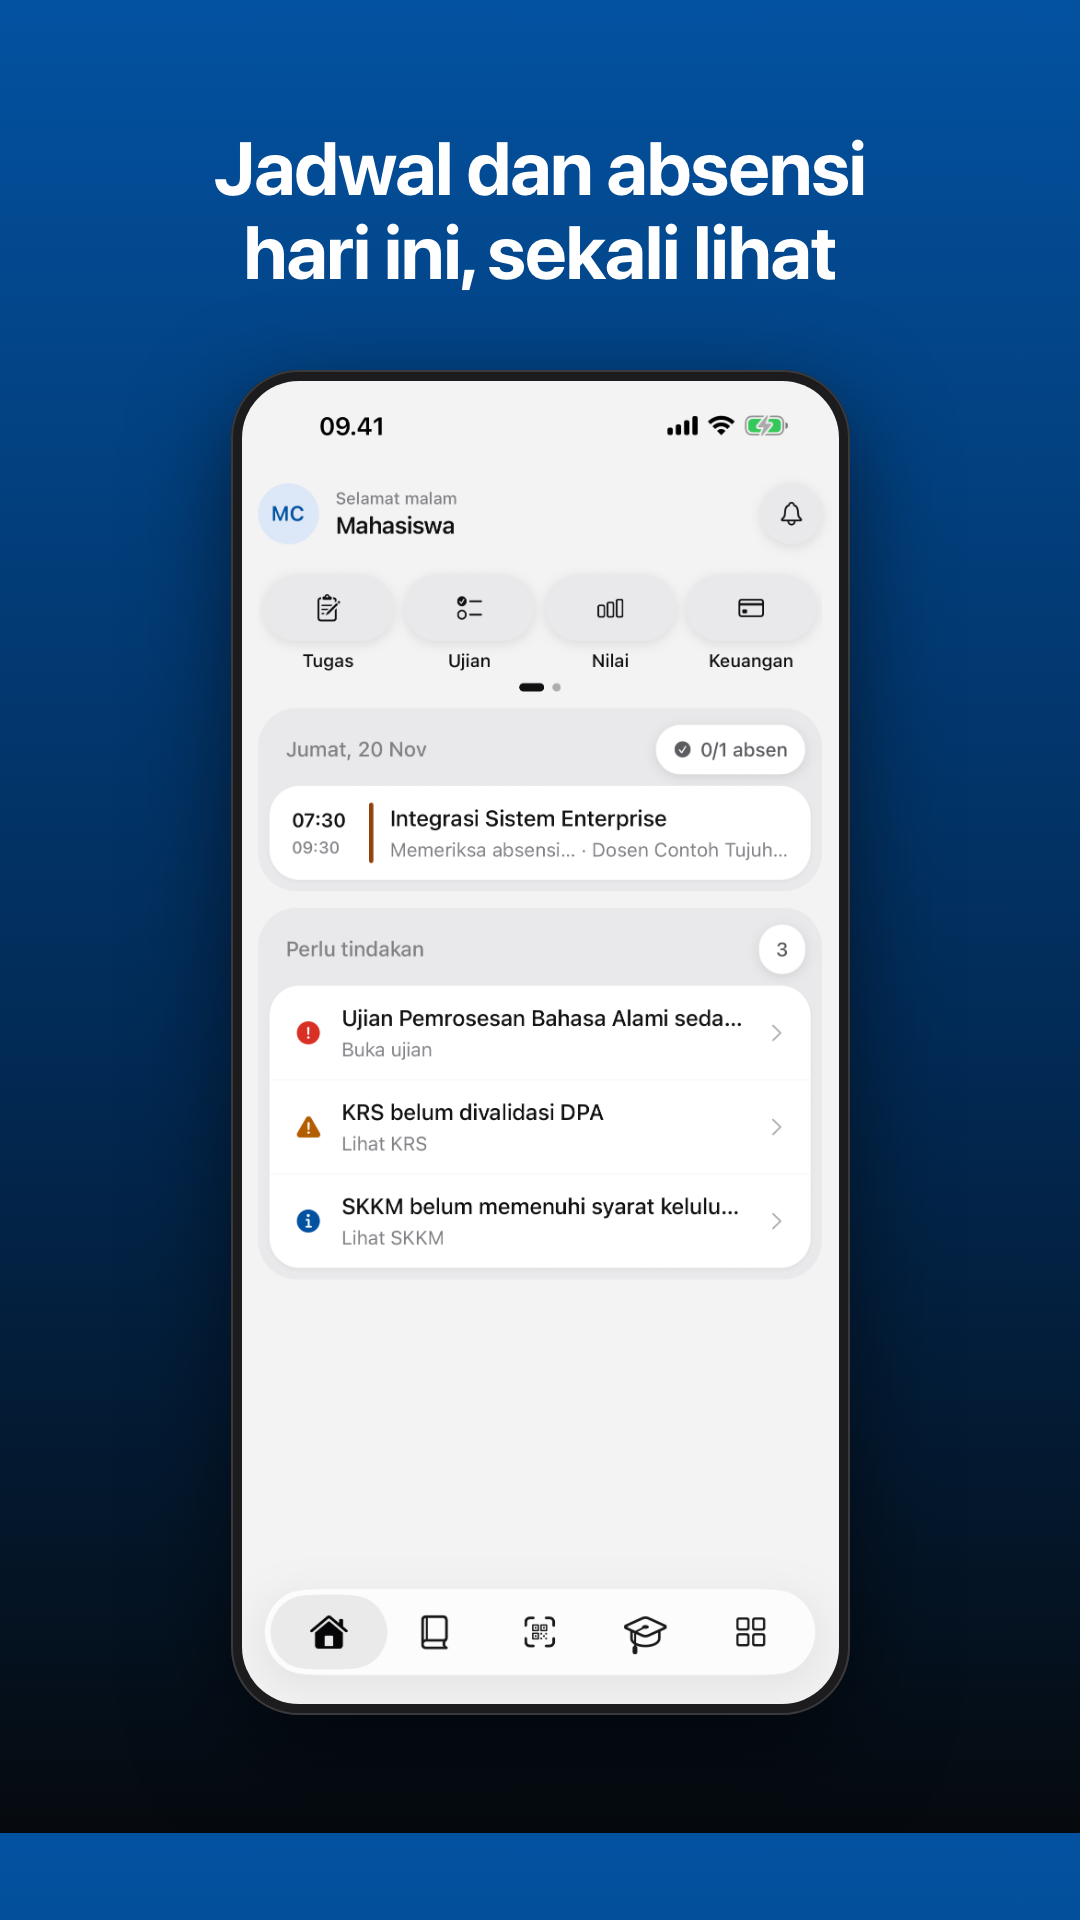 Jadwal dan absensi
hari ini, sekali lihat
09.41
MC
Selamat malam
Mahasiswa
Tugas
Ujian
Nilai
Keuangan
Jumat, 20 Nov
0/1 absen
07:30
Integrasi Sistem Enterprise
09:30
Memeriksa absensi... · Dosen Contoh Tujuh...
Perlu tindakan
3
Ujian Pemrosesan Bahasa Alami seda...
Buka ujian
KRS belum divalidasi DPA
Lihat KRS
SKKM belum memenuhi syarat kelulu...
Lihat SKKM